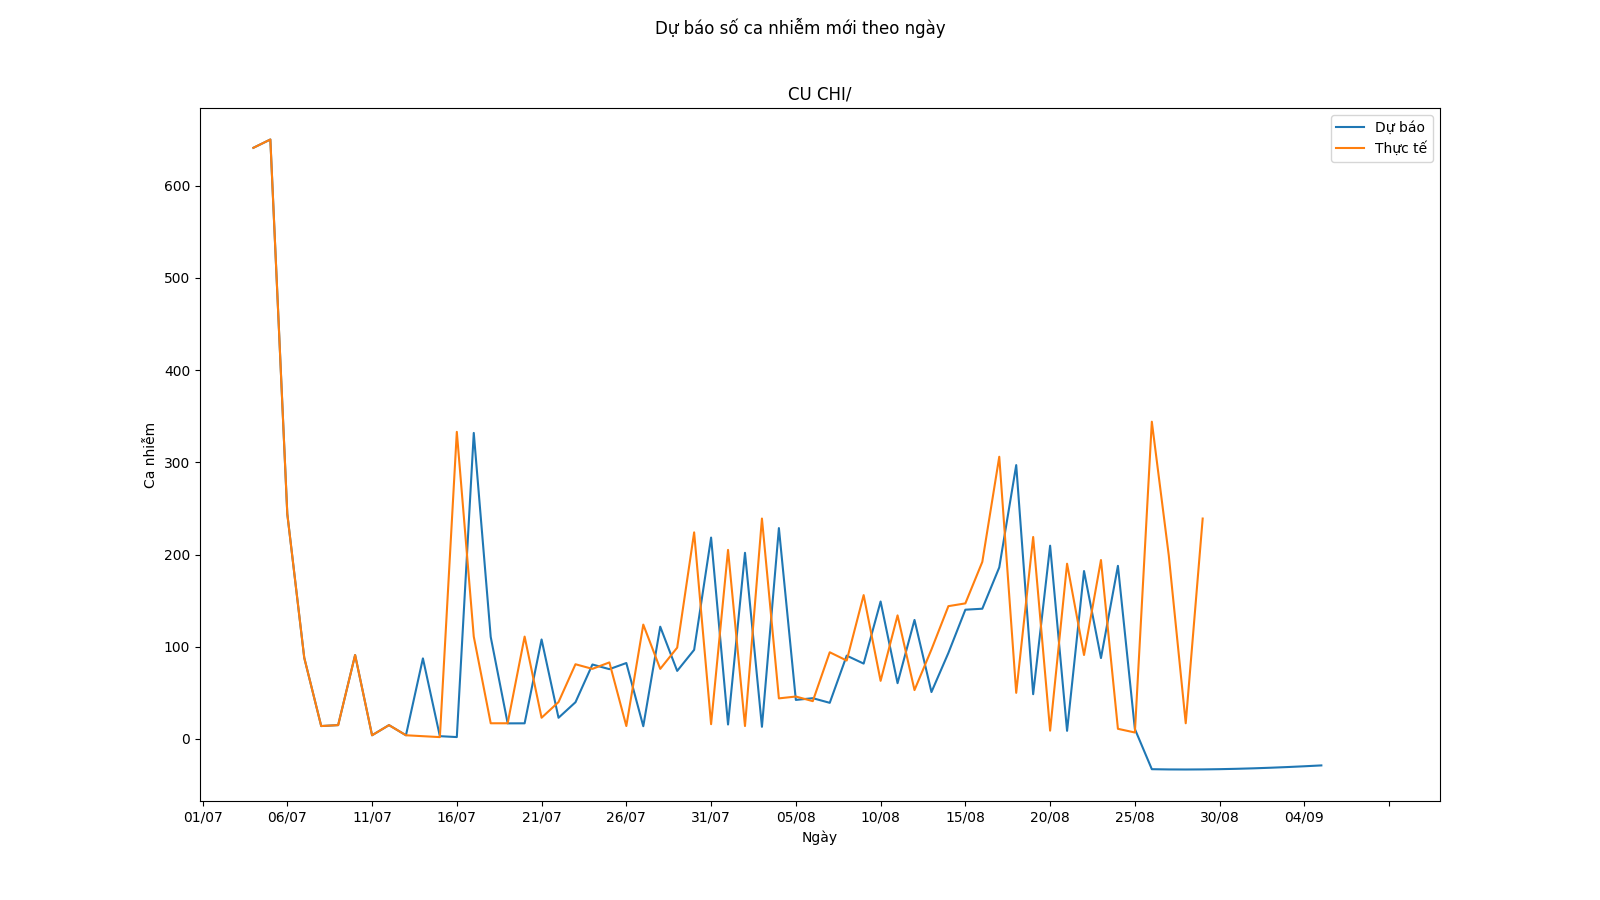 Dự báo số ca nhiễm mới theo ngày
CU CHI/
Dự báo
Thực tế
600
500
400
300
200
100
0
Ca nhiễm
01/07 06/07 11/07 16/07 21/07 26/07 31/07 05/08 10/08 15/08 20/08 25/08 30/08 04/09
Ngày